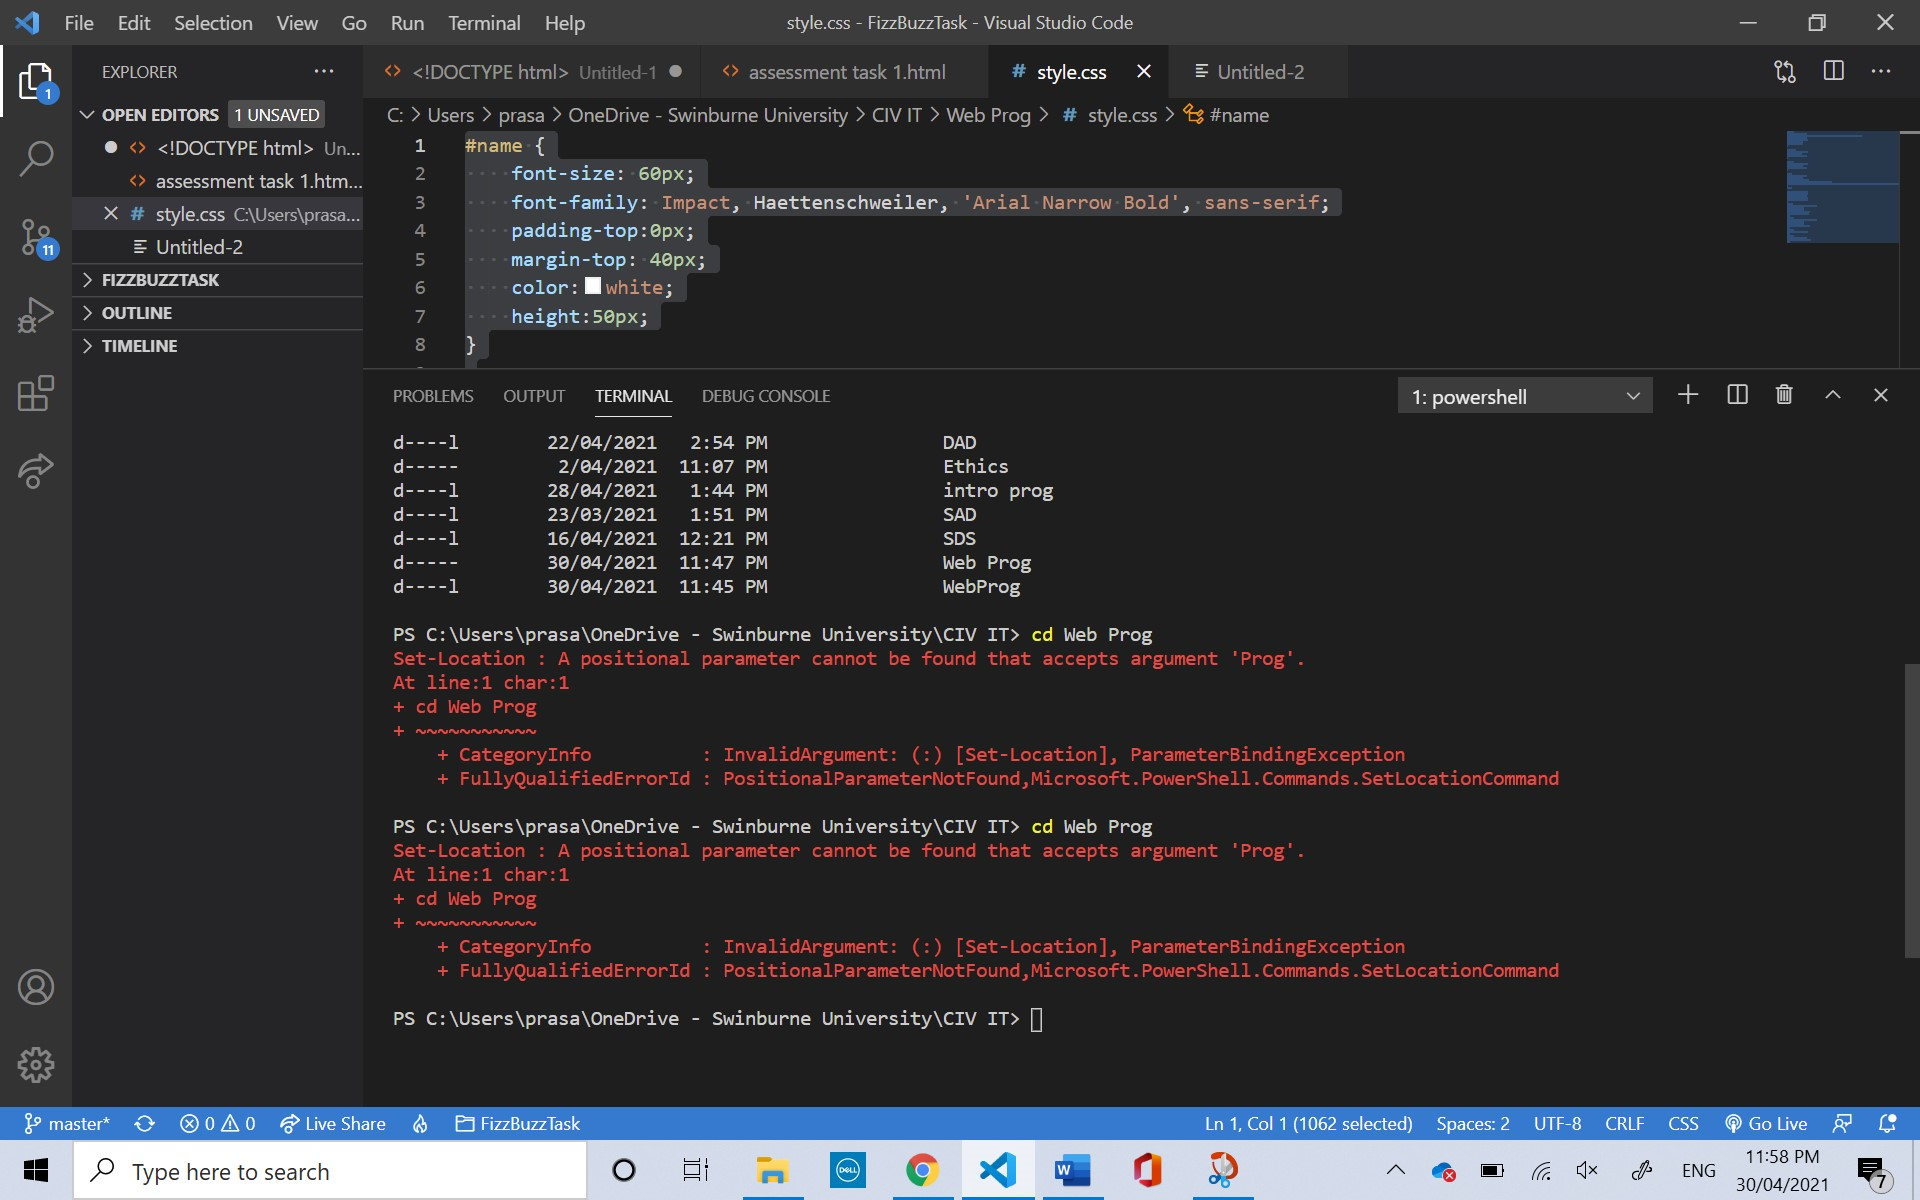 File Edit Selection View Go Run Terminal Help
style.css - FizzBuzzTask - Visual Studio Code
EXPLORER
<!DOCTYPE html> Untitled-1
assessment task 1.html
# style.css
Untitled-2
1
OPEN EDITORS 1 UNSAVED
<!DOCTYPE html> Un...
assessment task 1.htm...
# style.css C:\Users\prasa...
Untitled-2
11
FIZZBUZZTASK
OUTLINE
TIMELINE
C: > Users > prasa > OneDrive - Swinburne University > CIV IT > Web Prog > # style.css > #name
1 #name {
2 font-size: 60px;
3 font-family: Impact, Haettenschweiler, 'Arial Narrow Bold', sans-serif;
4 padding-top:0px;
5 margin-top: 40px;
6 color: white;
7 height:50px;
8 }
PROBLEMS OUTPUT TERMINAL DEBUG CONSOLE
1: powershell
d----l 22/04/2021 2:54 PM DAD
d----- 2/04/2021 11:07 PM Ethics
d----l 28/04/2021 1:44 PM intro prog
d----l 23/03/2021 1:51 PM SAD
d----l 16/04/2021 12:21 PM SDS
d----- 30/04/2021 11:47 PM Web Prog
d----l 30/04/2021 11:45 PM WebProg
PS C:\Users\prasa\OneDrive - Swinburne University\CIV IT> cd Web Prog
Set-Location : A positional parameter cannot be found that accepts argument 'Prog'.
At line:1 char:1
+ cd Web Prog
+ ~~~~~~~~~~~
+ CategoryInfo : InvalidArgument: (:) [Set-Location], ParameterBindingException
+ FullyQualifiedErrorId : PositionalParameterNotFound,Microsoft.PowerShell.Commands.SetLocationCommand
PS C:\Users\prasa\OneDrive - Swinburne University\CIV IT> cd Web Prog
Set-Location : A positional parameter cannot be found that accepts argument 'Prog'.
At line:1 char:1
+ cd Web Prog
+ ~~~~~~~~~~~
+ CategoryInfo : InvalidArgument: (:) [Set-Location], ParameterBindingException
+ FullyQualifiedErrorId : PositionalParameterNotFound,Microsoft.PowerShell.Commands.SetLocationCommand
PS C:\Users\prasa\OneDrive - Swinburne University\CIV IT>
master* 0 0 Live Share FizzBuzzTask
Ln 1, Col 1 (1062 selected) Spaces: 2 UTF-8 CRLF CSS Go Live
Type here to search
DELL
W
ENG
11:58 PM
30/04/2021
7